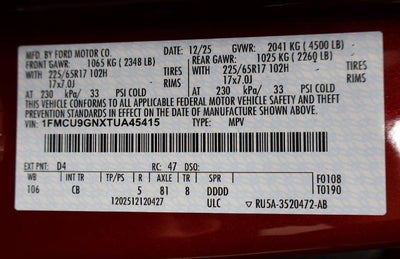 MFD. BY FORD MOTOR CO. 12/25 GVWR: 2041 KG ( 4500 LB)
FRONT GAWR: 1065 KG ( 2348 LB) REAR GAWR: 1025 KG ( 2260 LB)
WITH 225/65R17 102H TIRES WITH 225/65R17 102H TIRES
17x7.0J RIMS 17x7.0J RIMS
AT 230 kPa/ 33 PSI COLD AT 230 kPa/ 33 PSI COLD
THIS VEHICLE CONFORMS TO ALL APPLICABLE FEDERAL MOTOR VEHICLE SAFETY AND THEFT
PREVENTION STANDARDS IN EFFECT ON THE DATE OF MANUFACTURE SHOWN ABOVE.
VIN: 1FMCU9GNXTUA45415 TYPE: MPV
EXT PNT: D4 RC: 47 DSO:
WB INT TR TP/PS R AXLE TR SPR F0108
106 CB 5 81 8 DDDD T0190
1202512120427 ULC RU5A-3520472-AB